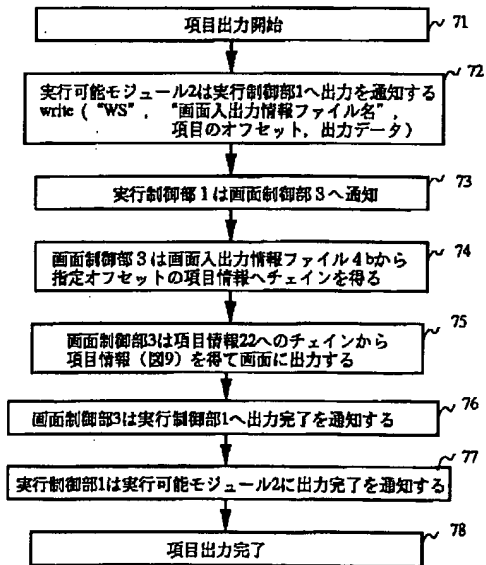 項目出力開始
71
72
実行可能モジュール2は実行制御部1へ出力を通知する
write ( "WS" , "画面入出力情報ファイル名" ,
項目のオフセット, 出力データ)
73
実行制御部1は画面制御部3へ通知
74
画面制御部3は画面入出力情報ファイル4bから
指定オフセットの項目情報へチェインを得る
75
画面制御部3は項目情報22へのチェインから
項目情報(図9)を得て画面に出力する
76
画面制御部3は実行制御部1へ出力完了を通知する
77
実行制御部1は実行可能モジュール2に出力完了を通知する
78
項目出力完了